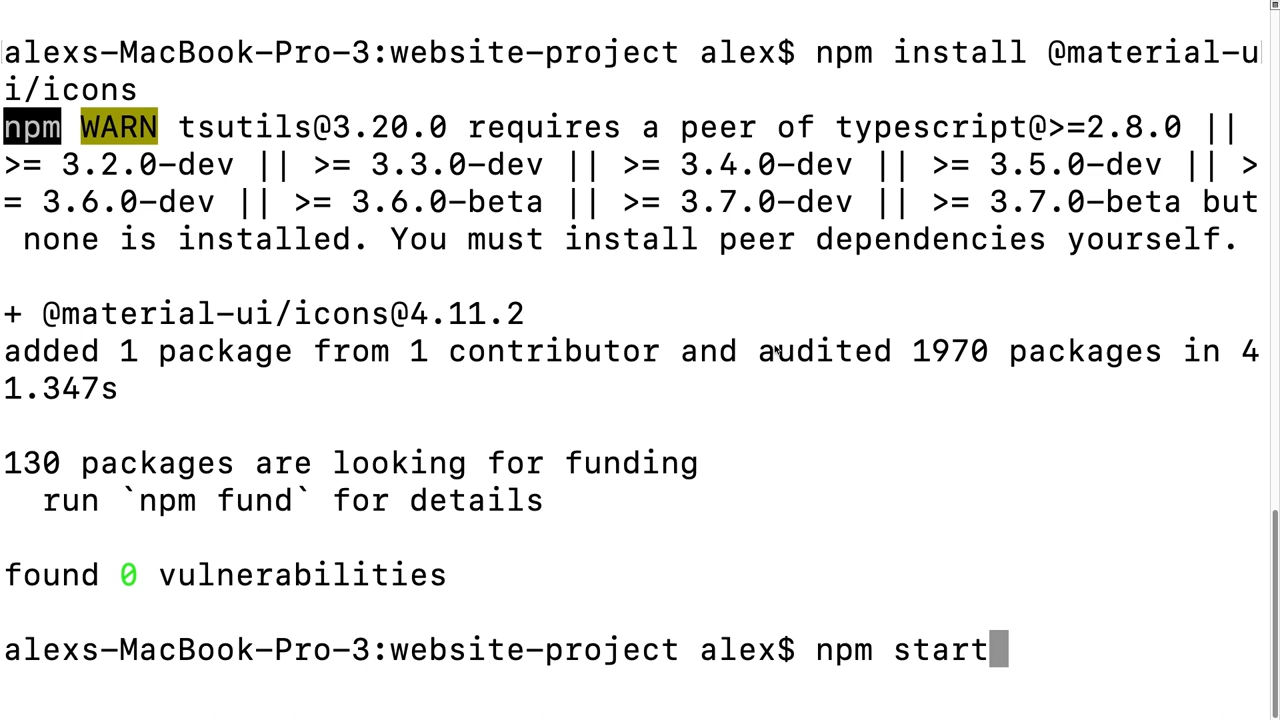 alexs-MacBook-Pro-3:website-project alex$ npm install @material-u
i/icons
npm WARN tsutils@3.20.0 requires a peer of typescript@>=2.8.0 ||
>= 3.2.0-dev || >= 3.3.0-dev || >= 3.4.0-dev || >= 3.5.0-dev || >
= 3.6.0-dev || >= 3.6.0-beta || >= 3.7.0-dev || >= 3.7.0-beta but
none is installed. You must install peer dependencies yourself.
+ @material-ui/icons@4.11.2
added 1 package from 1 contributor and audited 1970 packages in 4
1.347s
130 packages are looking for funding
run `npm fund` for details
found 0 vulnerabilities
alexs-MacBook-Pro-3:website-project alex$ npm start